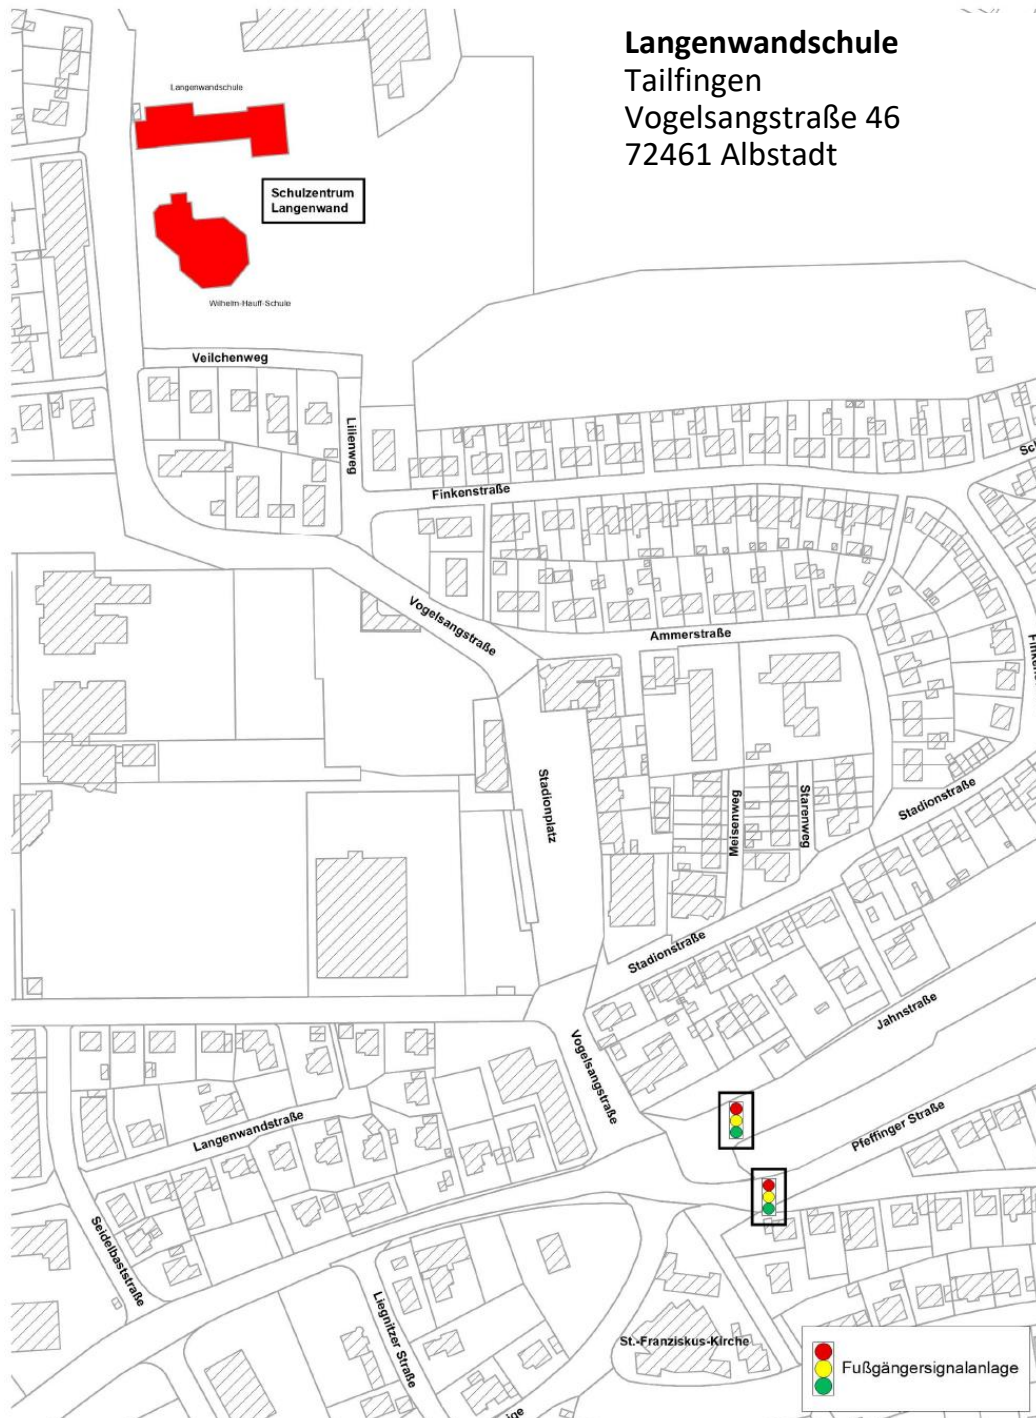 Langenwandschule
Tailfingen
Vogelsangstraße 46
72461 Albstadt
Langenwandschule
Schulzentrum
Langenwand
Wilhelm-Hauff-Schule
Veilchenweg
Lilienweg
Finkenstraße
Vogelsangstraße
Ammerstraße
Stadionplatz
Meisenweg
Starenweg
Stadionstraße
Stadionstraße
Jahnstraße
Vogelsangstraße
Langenwandstraße
Pfeffinger Straße
Seidelbaststraße
Liegnitzer Straße
St.-Franziskus-Kirche
Fußgängersignalanlage